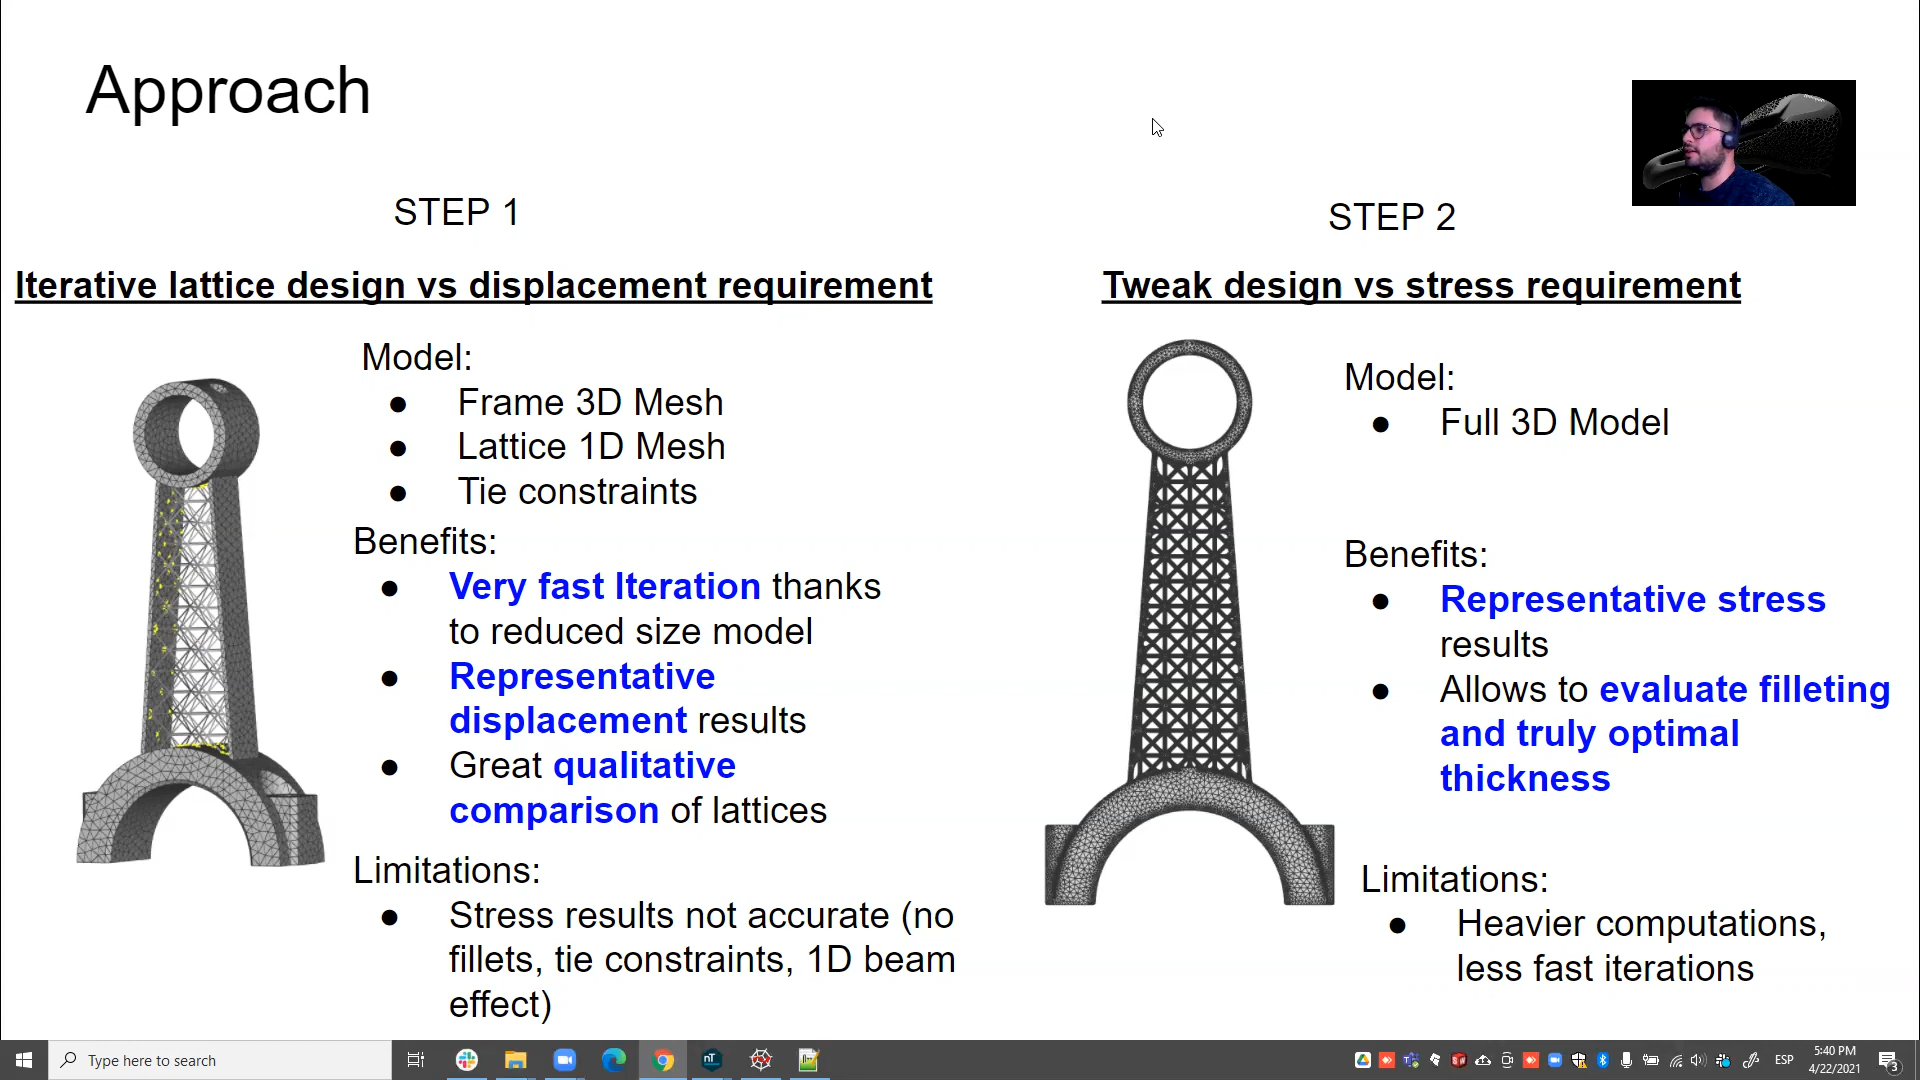 Approach
STEP 1
Iterative lattice design vs displacement requirement
Model:
● Frame 3D Mesh
● Lattice 1D Mesh
● Tie constraints
Benefits:
● Very fast Iteration thanks
to reduced size model
● Representative
displacement results
● Great qualitative
comparison of lattices
Limitations:
● Stress results not accurate (no
fillets, tie constraints, 1D beam
effect)
STEP 2
Tweak design vs stress requirement
Model:
● Full 3D Model
Benefits:
● Representative stress
results
● Allows to evaluate filleting
and truly optimal
thickness
Limitations:
● Heavier computations,
less fast iterations
Type here to search
nT
ESP
5:40 PM
4/22/2021
3